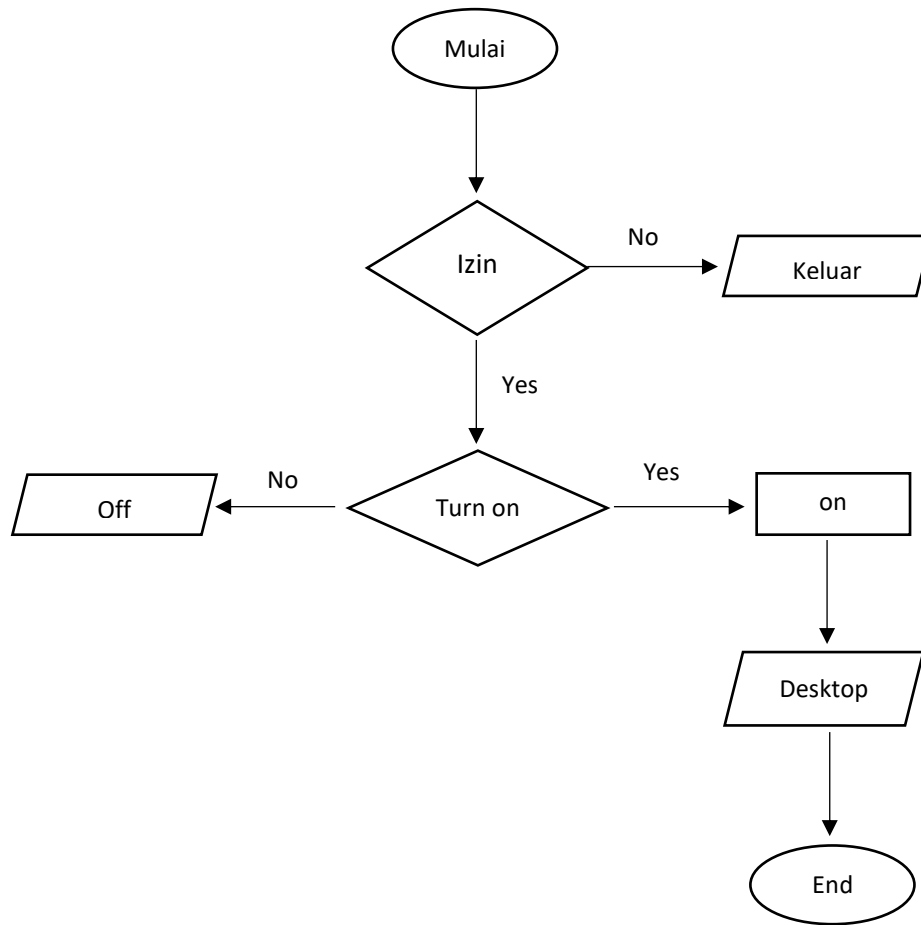 Mulai
Izin
No
Keluar
Yes
No
Off
Turn on
Yes
on
Desktop
End